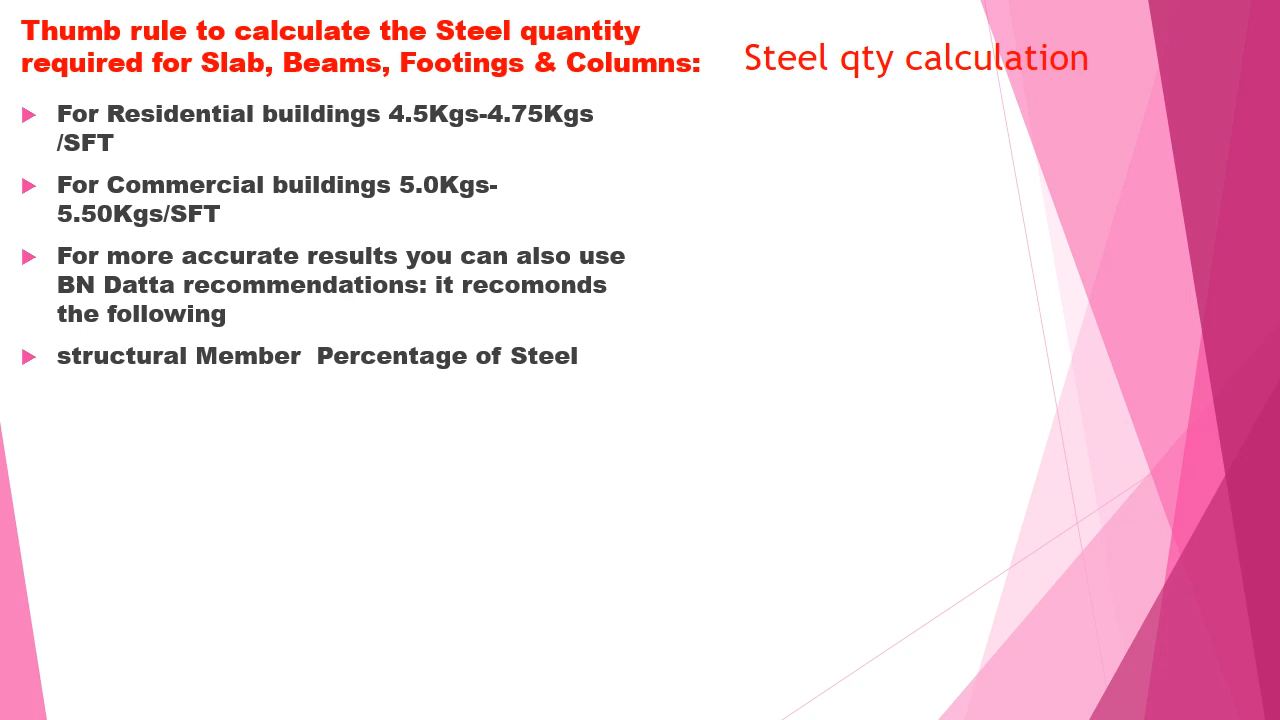 Thumb rule to calculate the Steel quantity
required for Slab, Beams, Footings & Columns:
Steel qty calculation
For Residential buildings 4.5Kgs-4.75Kgs
/SFT
For Commercial buildings 5.0Kgs-
5.50Kgs/SFT
For more accurate results you can also use
BN Datta recommendations: it recomonds
the following
structural Member  Percentage of Steel